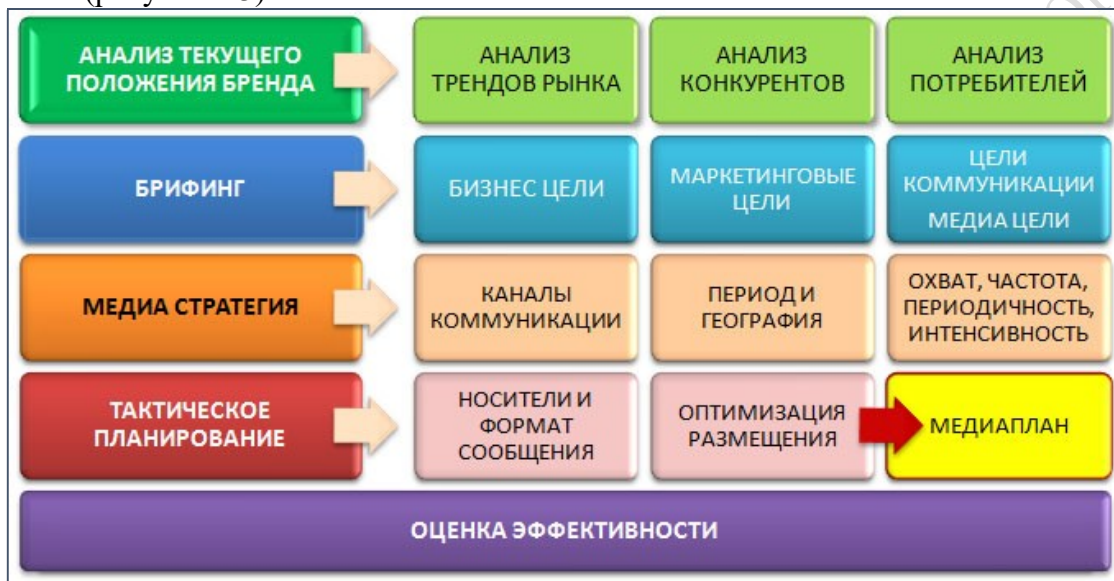 АНАЛИЗ ТЕКУЩЕГО
ПОЛОЖЕНИЯ БРЕНДА
АНАЛИЗ
ТРЕНДОВ РЫНКА
АНАЛИЗ
КОНКУРЕНТОВ
АНАЛИЗ
ПОТРЕБИТЕЛЕЙ
БРИФИНГ
БИЗНЕС ЦЕЛИ
МАРКЕТИНГОВЫЕ
ЦЕЛИ
ЦЕЛИ
КОММУНИКАЦИИ
МЕДИА ЦЕЛИ
МЕДИА СТРАТЕГИЯ
КАНАЛЫ
КОММУНИКАЦИИ
ПЕРИОД И
ГЕОГРАФИЯ
ОХВАТ, ЧАСТОТА,
ПЕРИОДИЧНОСТЬ,
ИНТЕНСИВНОСТЬ
ТАКТИЧЕСКОЕ
ПЛАНИРОВАНИЕ
НОСИТЕЛИ И
ФОРМАТ
СООБЩЕНИЯ
ОПТИМИЗАЦИЯ
РАЗМЕЩЕНИЯ
МЕДИАПЛАН
ОЦЕНКА ЭФФЕКТИВНОСТИ